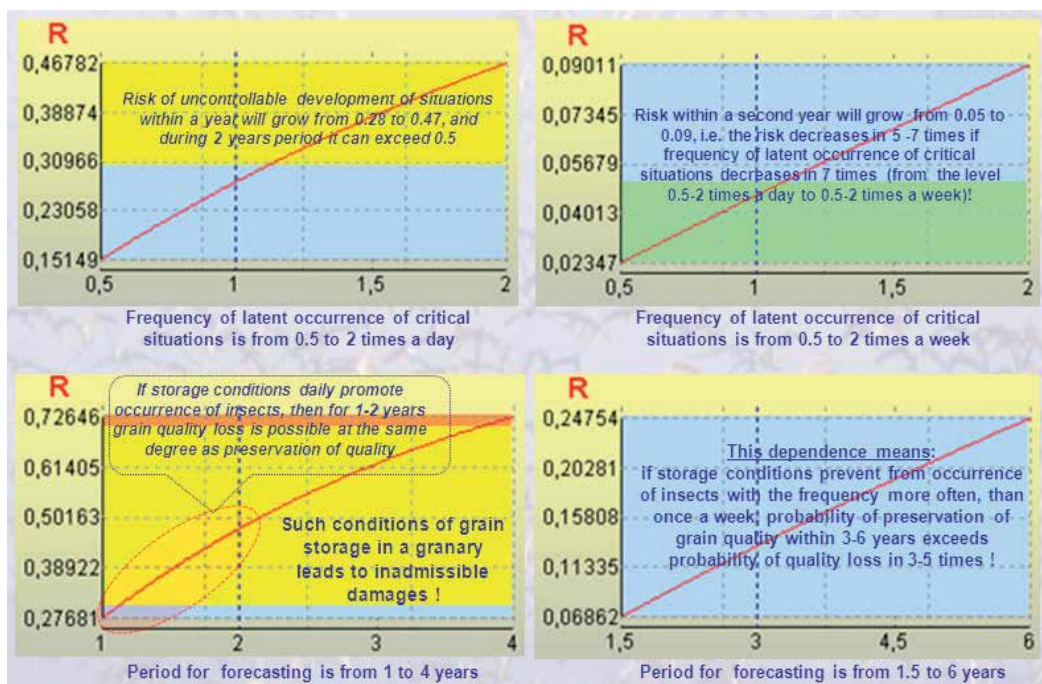 R
0,46782
0,38874
0,30966
0,23058
0,15149
0,5 1 1,5 2
Risk of uncontrollable development of situations
within a year will grow from 0.28 to 0.47, and
during 2 years period it can exceed 0.5
Frequency of latent occurrence of critical
situations is from 0.5 to 2 times a day
R
0,09011
0,07345
0,05679
0,04013
0,02347
0,5 1 1,5 2
Risk within a second year will grow from 0.05 to
0.09, i.e. the risk decreases in 5 -7 times if
frequency of latent occurrence of critical
situations decreases in 7 times (from the level
0.5-2 times a day to 0.5-2 times a week)!
Frequency of latent occurrence of critical
situations is from 0.5 to 2 times a week
R
0,72646
0,61405
0,50163
0,38922
0,27681
1 2 3 4
If storage conditions daily promote
occurrence of insects, then for 1-2 years
grain quality loss is possible at the same
degree as preservation of quality
Such conditions of grain
storage in a granary
leads to inadmissible
damages !
Period for forecasting is from 1 to 4 years
R
0,24754
0,20281
0,15808
0,11335
0,06862
1,5 3 4,5 6
This dependence means:
if storage conditions prevent from occurrence
of insects with the frequency more often, than
once a week, probability of preservation of
grain quality within 3-6 years exceeds
probability of quality loss in 3-5 times !
Period for forecasting is from 1.5 to 6 years